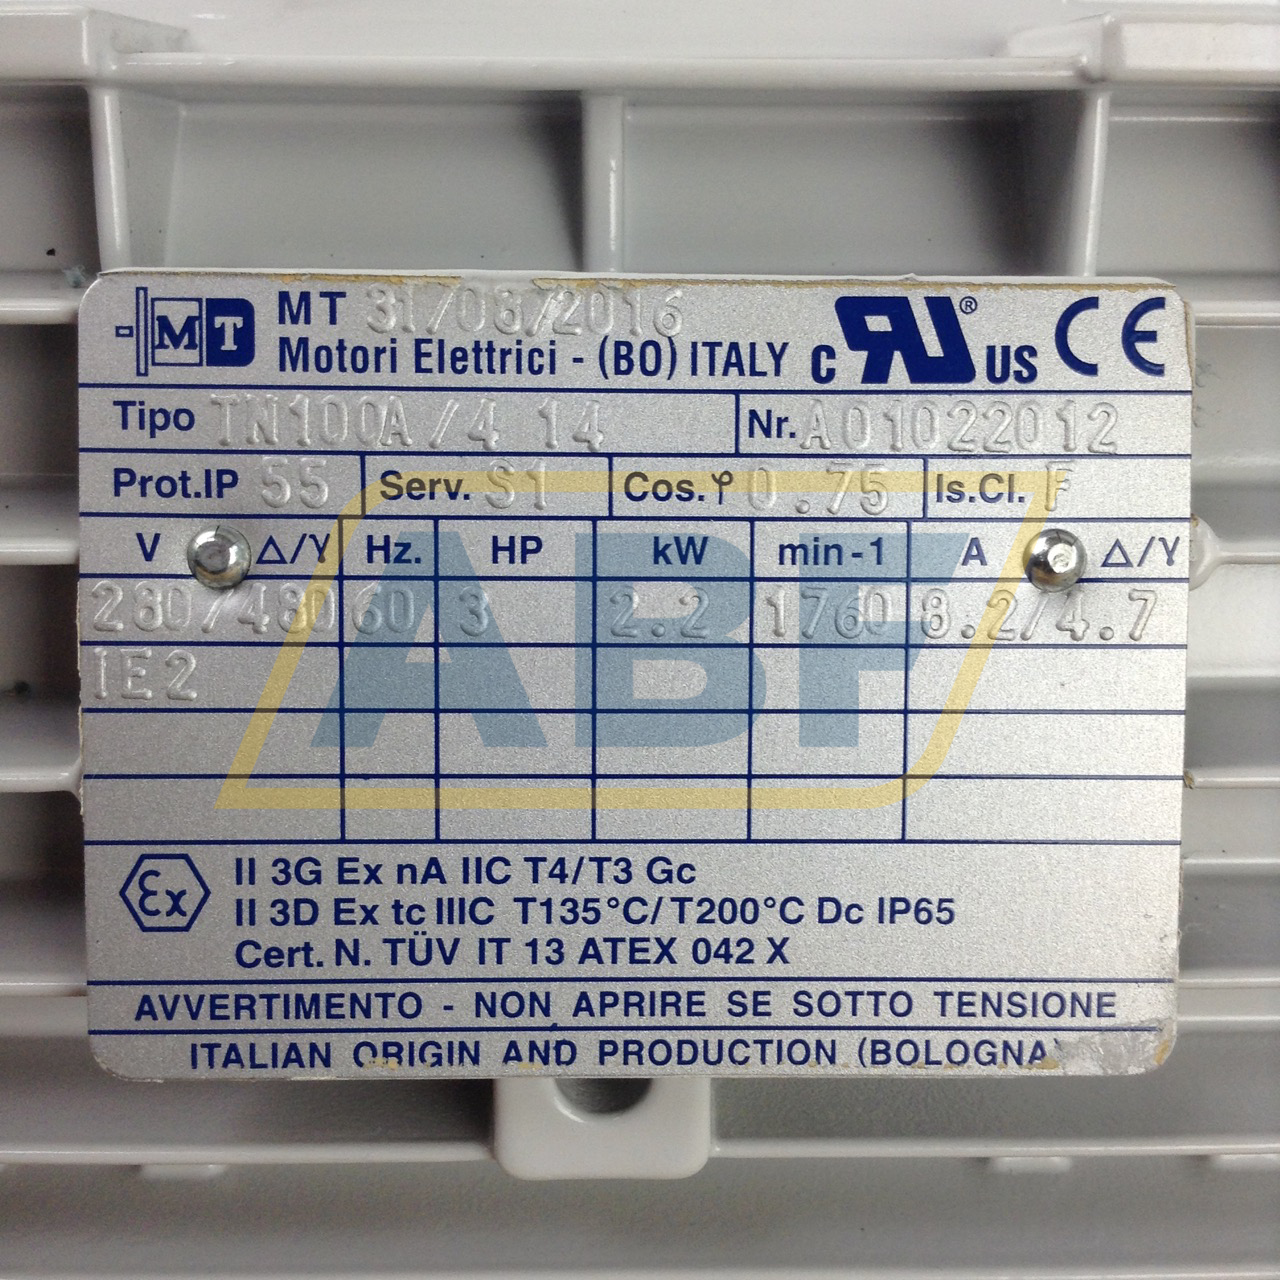 MT MT 31/08/2016
Motori Elettrici - (BO) ITALY C RU® US CE
Tipo TN100A/4 14 Nr. A01022012
Prot.IP 55 Serv. S1 Cos.φ 0.75 Is.Cl. F
V Δ/Y Hz. HP kW min-1 A Δ/Y
280/480 60 3 2.2 1760 8.2/4.7
IE2
ABF
Ex II 3G Ex nA IIC T4/T3 Gc
II 3D Ex tc IIIC T135°C/T200°C Dc IP65
Cert. N. TÜV IT 13 ATEX 042 X
AVVERTIMENTO - NON APRIRE SE SOTTO TENSIONE
ITALIAN ORIGIN AND PRODUCTION (BOLOGNA)